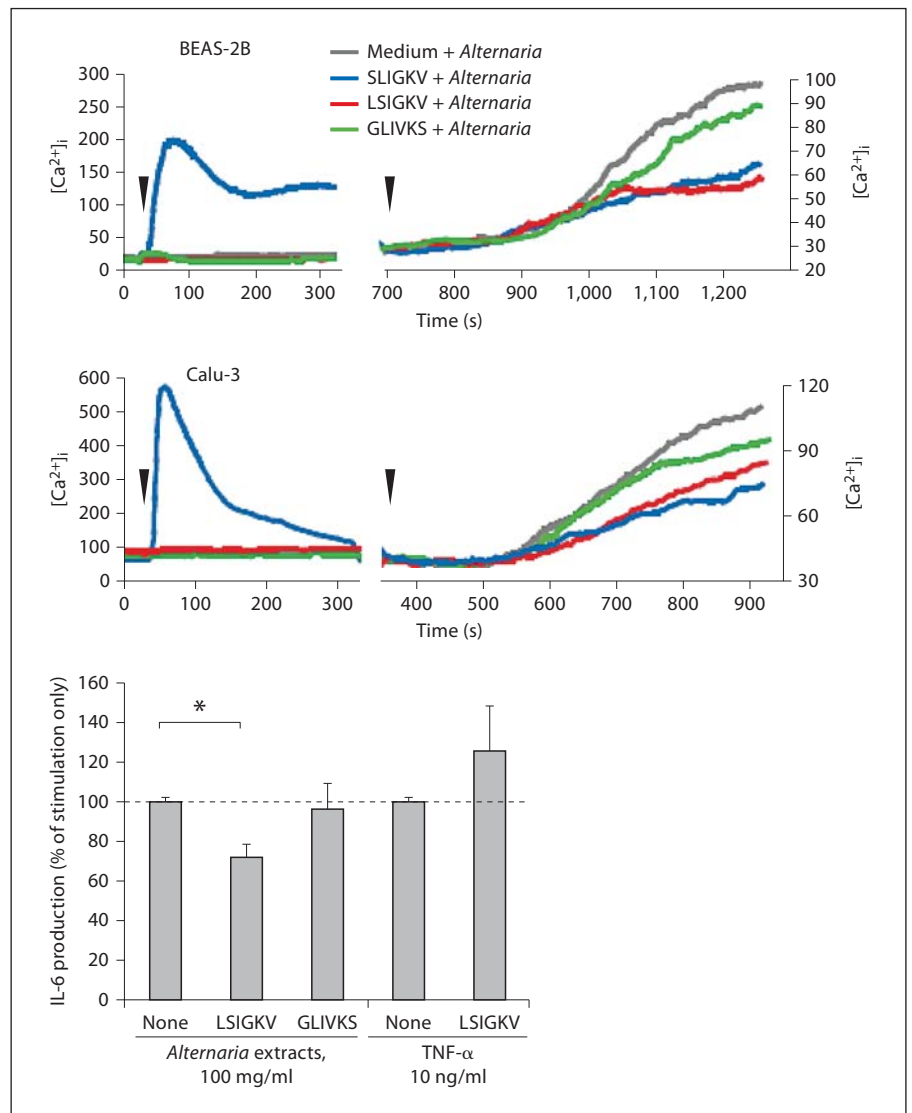 BEAS-2B
Medium + Alternaria
SLIGKV + Alternaria
LSIGKV + Alternaria
GLIVKS + Alternaria
[Ca²⁺]ᵢ
300
250
200
150
100
50
0
0 100 200 300
700 800 900 1,000 1,100 1,200
Time (s)
100
90
80
70
60
50
40
30
20
[Ca²⁺]ᵢ
Calu-3
[Ca²⁺]ᵢ
600
500
400
300
200
100
0
0 100 200 300
400 500 600 700 800 900
Time (s)
120
90
60
30
[Ca²⁺]ᵢ
IL-6 production (% of stimulation only)
160
140
120
100
80
60
40
20
0
*
None LSIGKV GLIVKS None LSIGKV
Alternaria extracts,
100 mg/ml
TNF-α
10 ng/ml